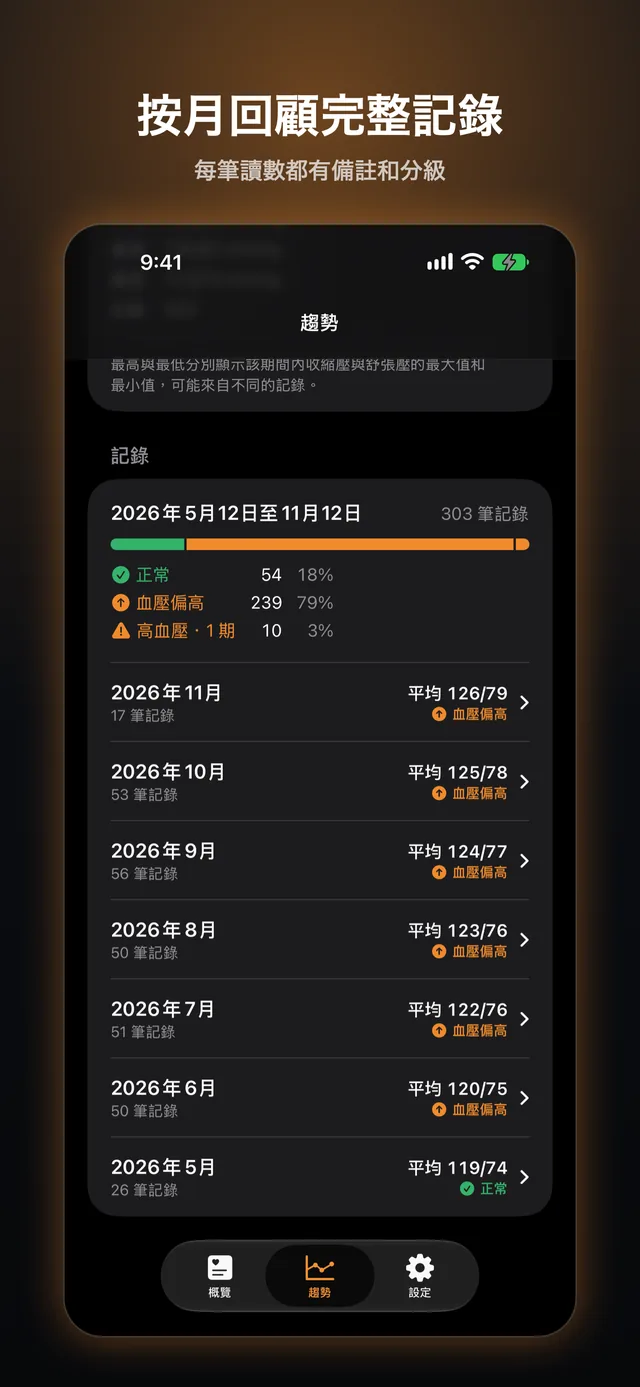 按月回顧完整記錄
每筆讀數都有備註和分級
9:41
趨勢
最高與最低分別顯示該期間內收縮壓與舒張壓的最大值和
最小值，可能來自不同的記錄。
記錄
2026年5月12日至11月12日 303 筆記錄
正常 54 18%
血壓偏高 239 79%
高血壓 · 1 期 10 3%
2026年11月 平均 126/79
17 筆記錄 血壓偏高
2026年10月 平均 125/78
53 筆記錄 血壓偏高
2026年9月 平均 124/77
56 筆記錄 血壓偏高
2026年8月 平均 123/76
50 筆記錄 血壓偏高
2026年7月 平均 122/76
51 筆記錄 血壓偏高
2026年6月 平均 120/75
50 筆記錄 血壓偏高
2026年5月 平均 119/74
26 筆記錄 正常
概覽 趨勢 設定